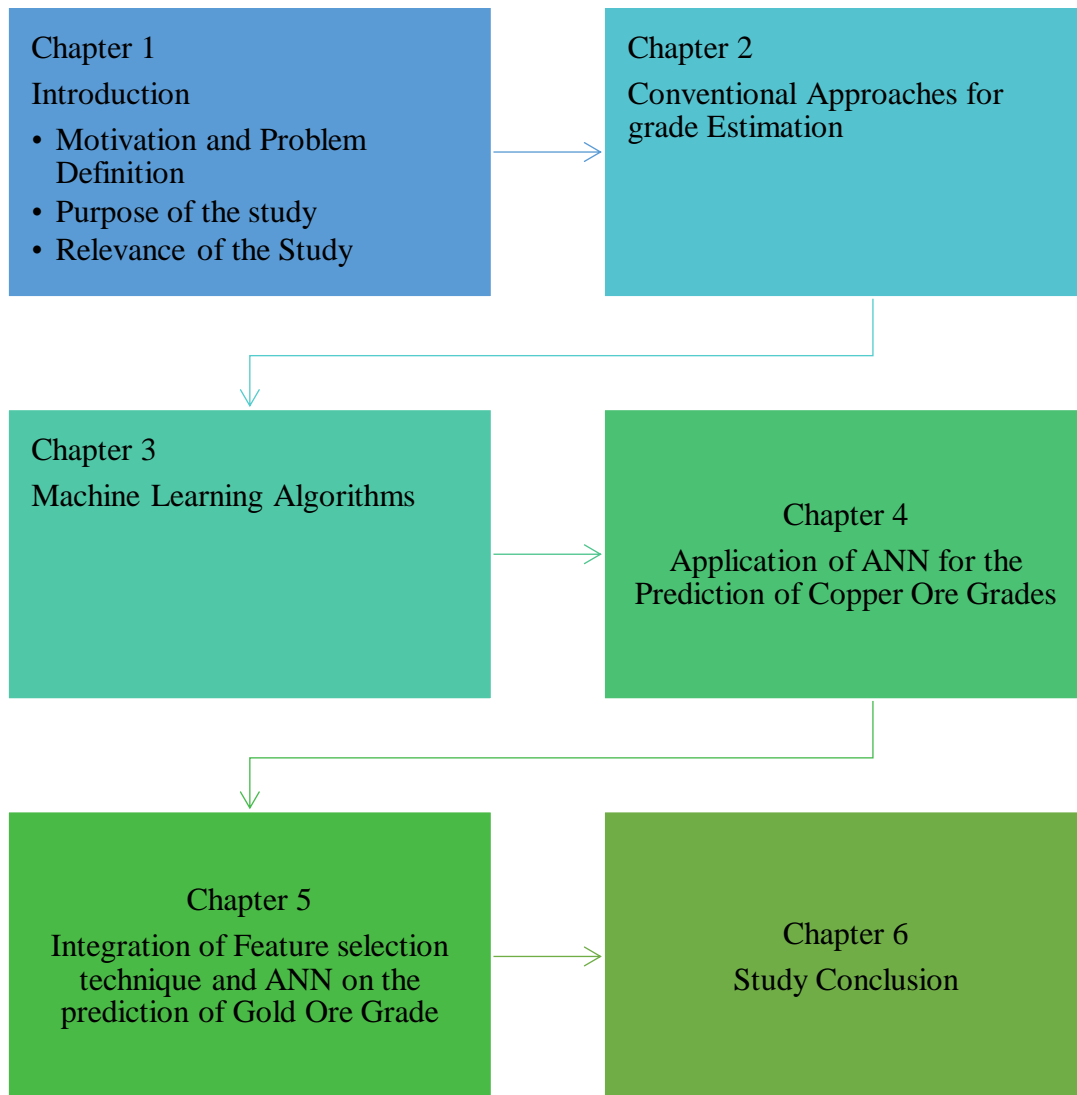 Chapter 1
Introduction
• Motivation and Problem
Definition
• Purpose of the study
• Relevance of the Study
Chapter 2
Conventional Approaches for
grade Estimation
Chapter 3
Machine Learning Algorithms
Chapter 4
Application of ANN for the
Prediction of Copper Ore Grades
Chapter 5
Integration of Feature selection
technique and ANN on the
prediction of Gold Ore Grade
Chapter 6
Study Conclusion